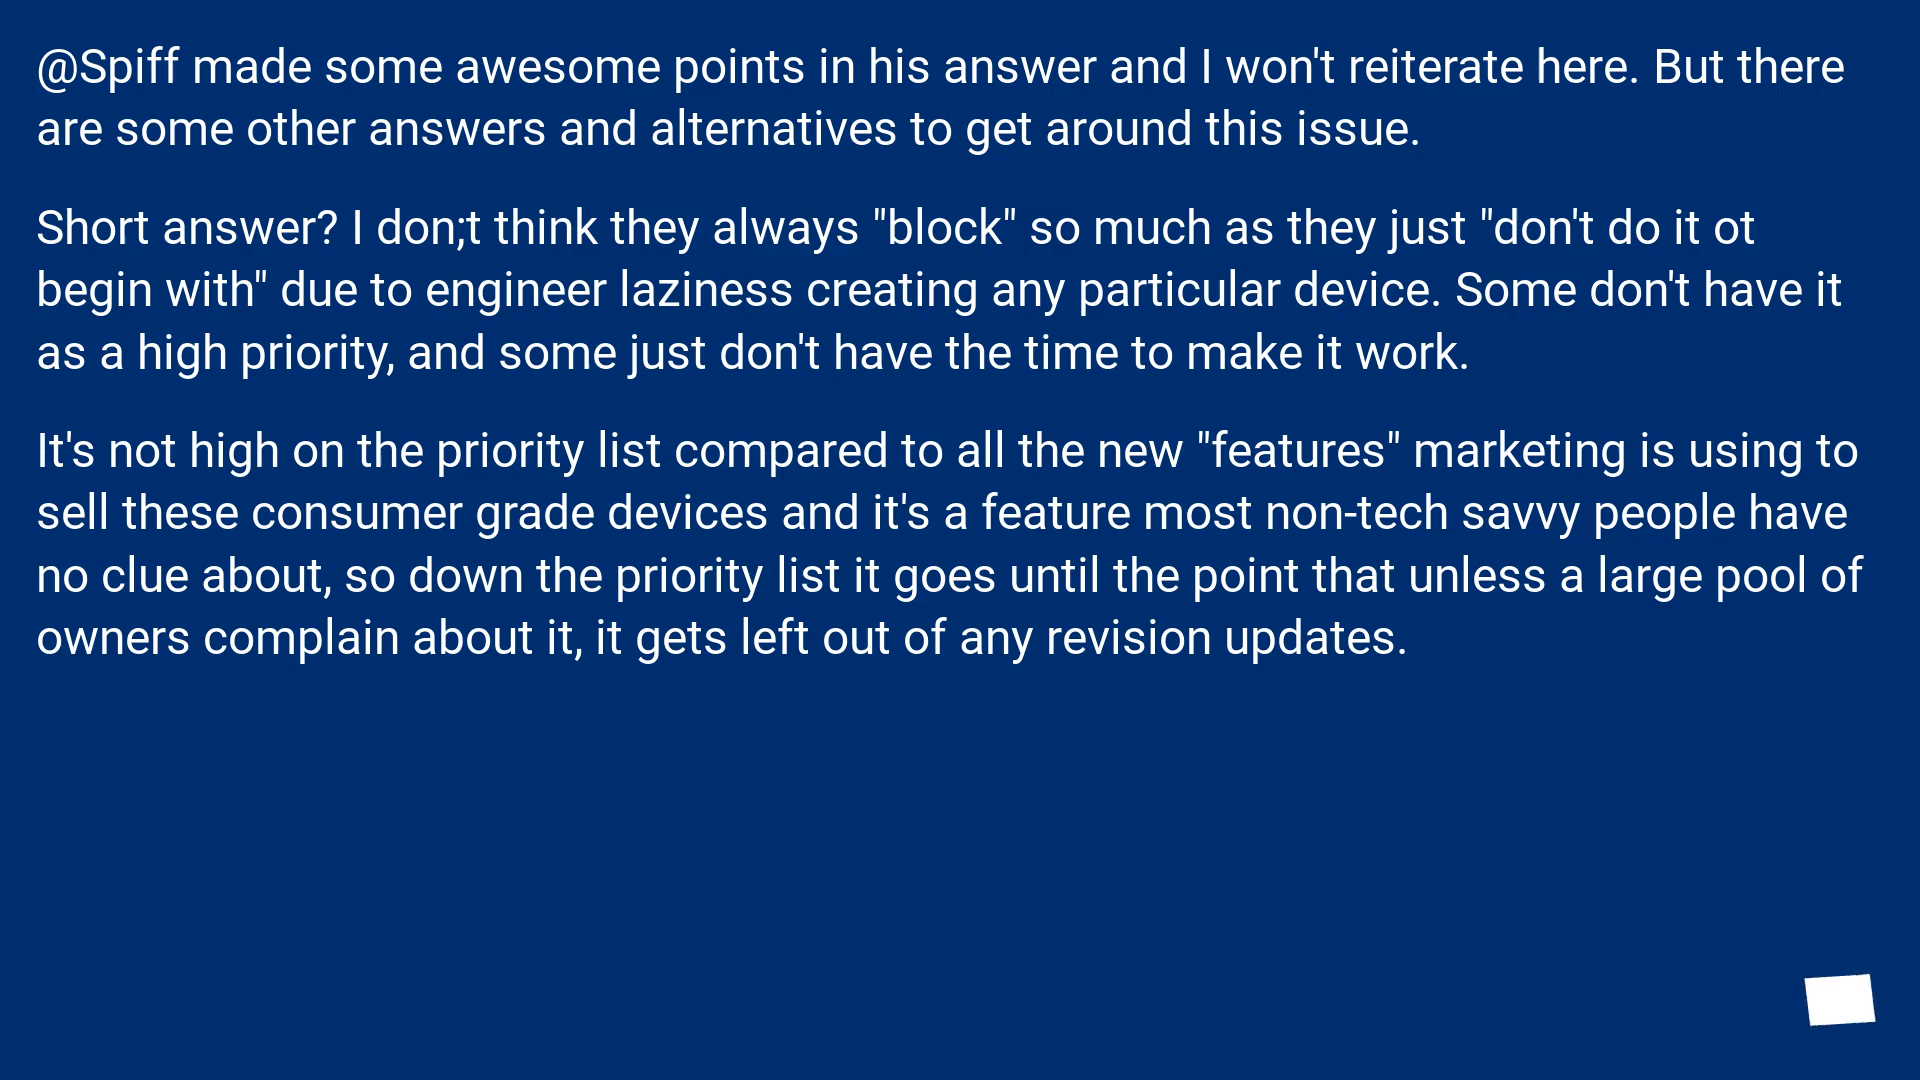 @Spiff made some awesome points in his answer and I won't reiterate here. But there
are some other answers and alternatives to get around this issue.
Short answer? I don;t think they always "block" so much as they just "don't do it ot
begin with" due to engineer laziness creating any particular device. Some don't have it
as a high priority, and some just don't have the time to make it work.
It's not high on the priority list compared to all the new "features" marketing is using to
sell these consumer grade devices and it's a feature most non-tech savvy people have
no clue about, so down the priority list it goes until the point that unless a large pool of
owners complain about it, it gets left out of any revision updates.